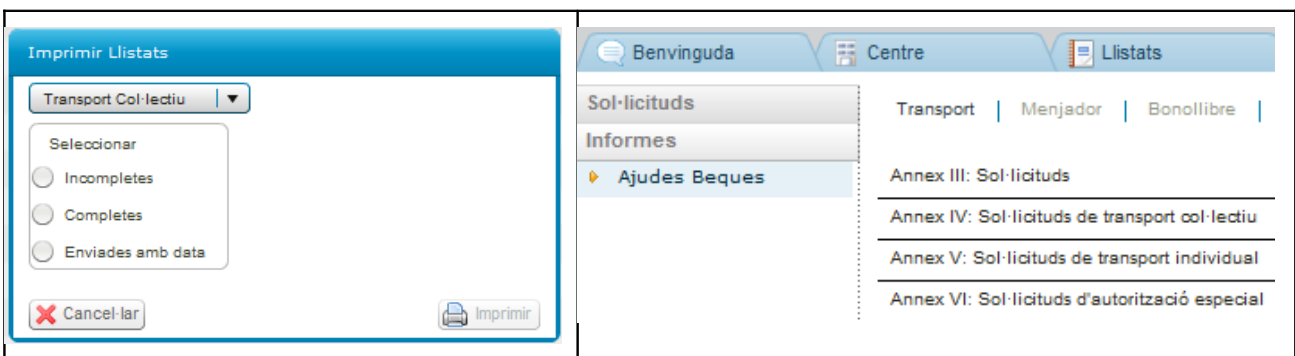 Imprimir Llistats
Transport Col·lectiu
Seleccionar
Incompletes
Completes
Enviades amb data
Cancel·lar
Imprimir
Benvinguda
Centre
Llistats
Sol·licituds
Informes
Ajudes Beques
Transport | Menjador | Bonollibre |
Annex III: Sol·licituds
Annex IV: Sol·licituds de transport col·lectiu
Annex V: Sol·licituds de transport individual
Annex VI: Sol·licituds d'autorització especial